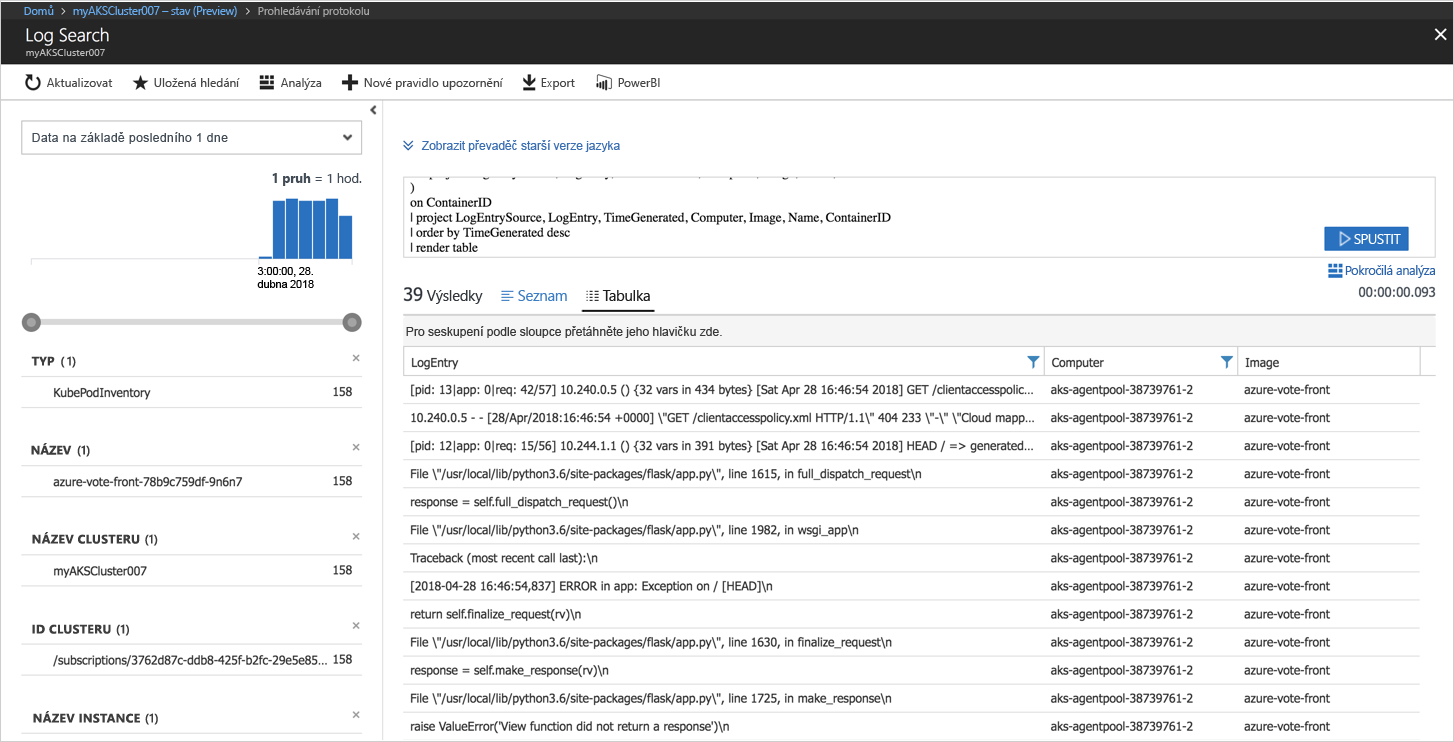 Domů > myAKSCluster007 – stav (Preview) > Prohledávání protokolu
Log Search
myAKSCluster007
Aktualizovat Uložená hledání Analýza Nové pravidlo upozornění Export PowerBI
Data na základě posledního 1 dne
1 pruh = 1 hod.
3:00:00, 28.
dubna 2018
TYP (1)
KubePodInventory 158
NÁZEV (1)
azure-vote-front-78b9c759df-9n6n7 158
NÁZEV CLUSTERU (1)
myAKSCluster007 158
ID CLUSTERU (1)
/subscriptions/3762d87c-ddb8-425f-b2fc-29e5e85... 158
NÁZEV INSTANCE (1)
Zobrazit převaděč starší verze jazyka
)
on ContainerID
| project LogEntrySource, LogEntry, TimeGenerated, Computer, Image, Name, ContainerID
| order by TimeGenerated desc
| render table
SPUSTIT
Pokročilá analýza
39 Výsledky Seznam Tabulka 00:00:00.093
Pro seskupení podle sloupce přetáhněte jeho hlavičku zde.
LogEntry Computer Image
[pid: 13|app: 0|req: 42/57] 10.240.0.5 () {32 vars in 434 bytes} [Sat Apr 28 16:46:54 2018] GET /clientaccesspolic... aks-agentpool-38739761-2 azure-vote-front
10.240.0.5 - - [28/Apr/2018:16:46:54 +0000] \"GET /clientaccesspolicy.xml HTTP/1.1\" 404 233 \"-\" \"Cloud mapp... aks-agentpool-38739761-2 azure-vote-front
[pid: 12|app: 0|req: 15/56] 10.244.1.1 () {32 vars in 391 bytes} [Sat Apr 28 16:46:54 2018] HEAD / => generated... aks-agentpool-38739761-2 azure-vote-front
File \"/usr/local/lib/python3.6/site-packages/flask/app.py\", line 1615, in full_dispatch_request\n aks-agentpool-38739761-2 azure-vote-front
response = self.full_dispatch_request()\n aks-agentpool-38739761-2 azure-vote-front
File \"/usr/local/lib/python3.6/site-packages/flask/app.py\", line 1982, in wsgi_app\n aks-agentpool-38739761-2 azure-vote-front
Traceback (most recent call last):\n aks-agentpool-38739761-2 azure-vote-front
[2018-04-28 16:46:54,837] ERROR in app: Exception on / [HEAD]\n aks-agentpool-38739761-2 azure-vote-front
return self.finalize_request(rv)\n aks-agentpool-38739761-2 azure-vote-front
File \"/usr/local/lib/python3.6/site-packages/flask/app.py\", line 1630, in finalize_request\n aks-agentpool-38739761-2 azure-vote-front
response = self.make_response(rv)\n aks-agentpool-38739761-2 azure-vote-front
File \"/usr/local/lib/python3.6/site-packages/flask/app.py\", line 1725, in make_response\n aks-agentpool-38739761-2 azure-vote-front
raise ValueError('View function did not return a response')\n aks-agentpool-38739761-2 azure-vote-front